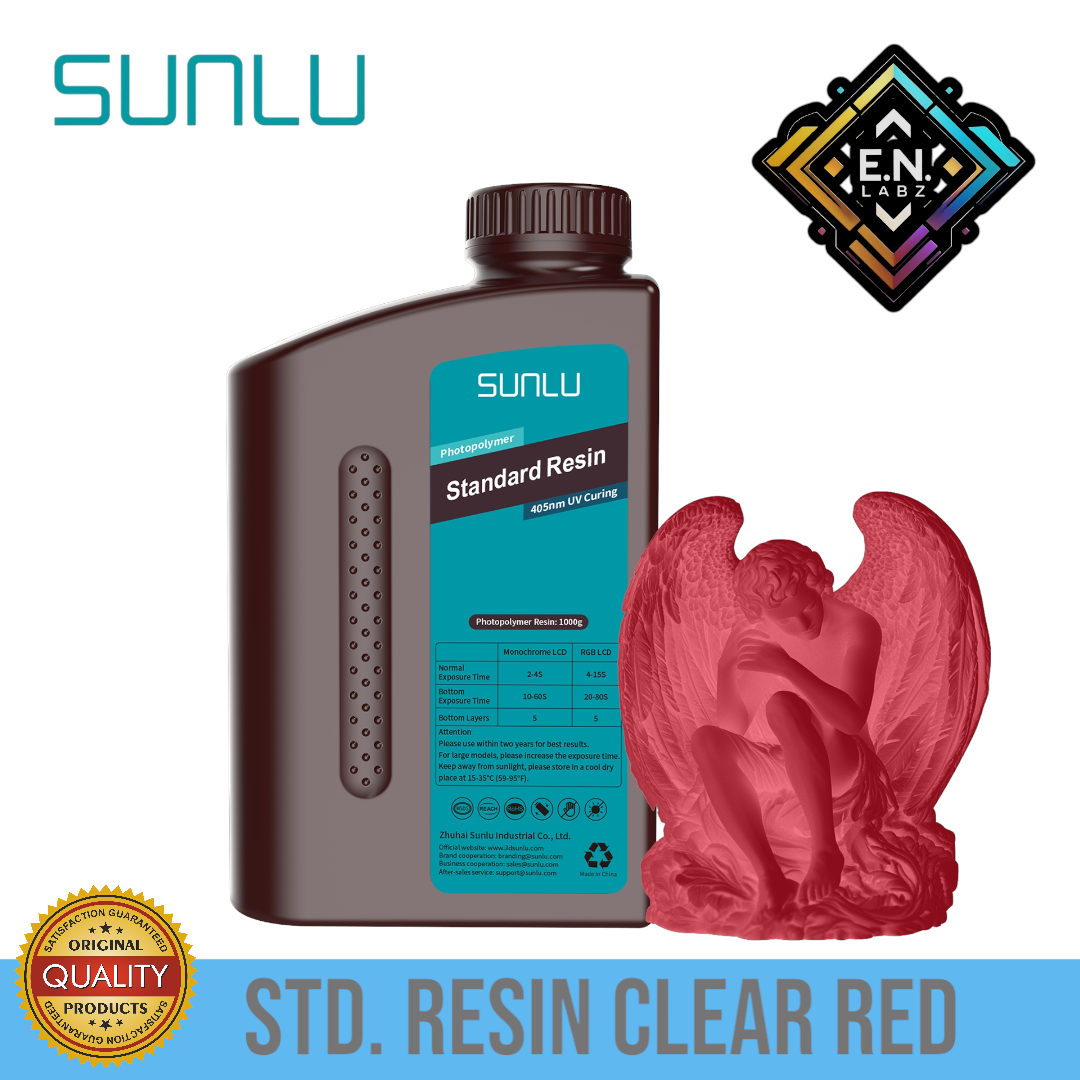 SUNLU
E.N.
LABZ
SUNLU
Photopolymer
Standard Resin
405nm UV Curing
Photopolymer Resin: 1000g
Monochrome LCD RGB LCD
Normal Exposure Time 2-4S 4-15S
Bottom Exposure Time 10-60S 20-80S
Bottom Layers 5 5
Attention
Please use within two years for best results.
For large models, please increase the exposure time.
Keep away from sunlight, please store in a cool dry
place at 15-35°C (59-95°F).
MSDS REACH RoHS
Zhuhai Sunlu Industrial Co., Ltd.
Official website: www.3dsunlu.com
Brand cooperation: branding@sunlu.com
Business cooperation: sales@sunlu.com
After-sales service: support@sunlu.com
Made in China
SATISFACTION GUARANTEED
ORIGINAL
QUALITY
PRODUCTS
SATISFACTION GUARANTEED
STD. RESIN CLEAR RED